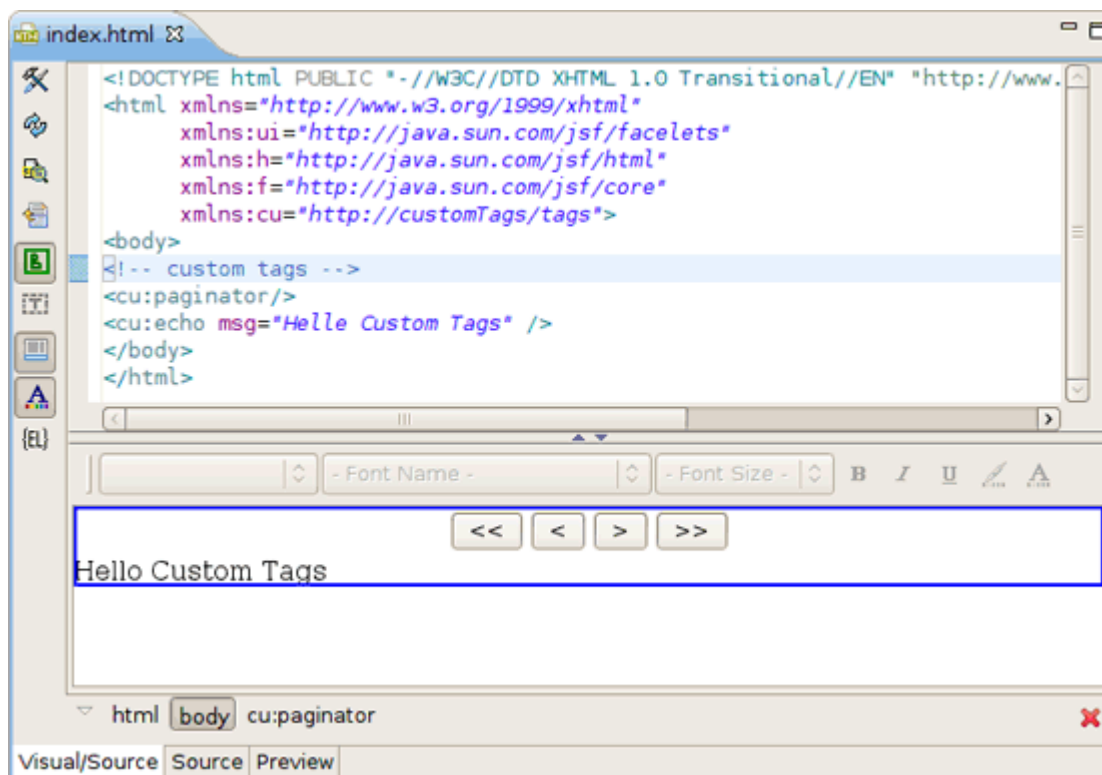 index.html
<!DOCTYPE html PUBLIC "-//W3C//DTD XHTML 1.0 Transitional//EN" "http://www.
<html xmlns="http://www.w3.org/1999/xhtml"
xmlns:ui="http://java.sun.com/jsf/facelets"
xmlns:h="http://java.sun.com/jsf/html"
xmlns:f="http://java.sun.com/jsf/core"
xmlns:cu="http://customTags/tags">
<body>
<!-- custom tags -->
<cu:paginator/>
<cu:echo msg="Helle Custom Tags" />
</body>
</html>
{EL}
- Font Name - - Font Size - B I U A
<< < > >>
Hello Custom Tags
html body cu:paginator
Visual/Source Source Preview